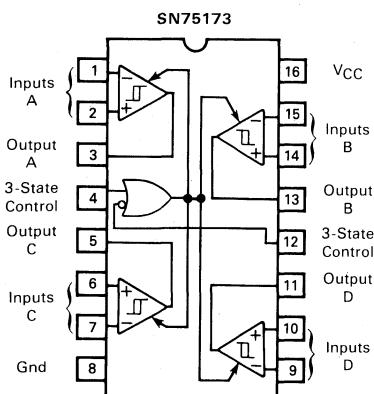 SN75173
Inputs
A
1
2
Output
A
3
3-State
Control
4
Output
C
5
Inputs
C
6
7
Gnd
8
16
VCC
15
14
Inputs
B
13
Output
B
12
3-State
Control
11
Output
D
10
9
Inputs
D
−
+
−
+
+
−
+
−